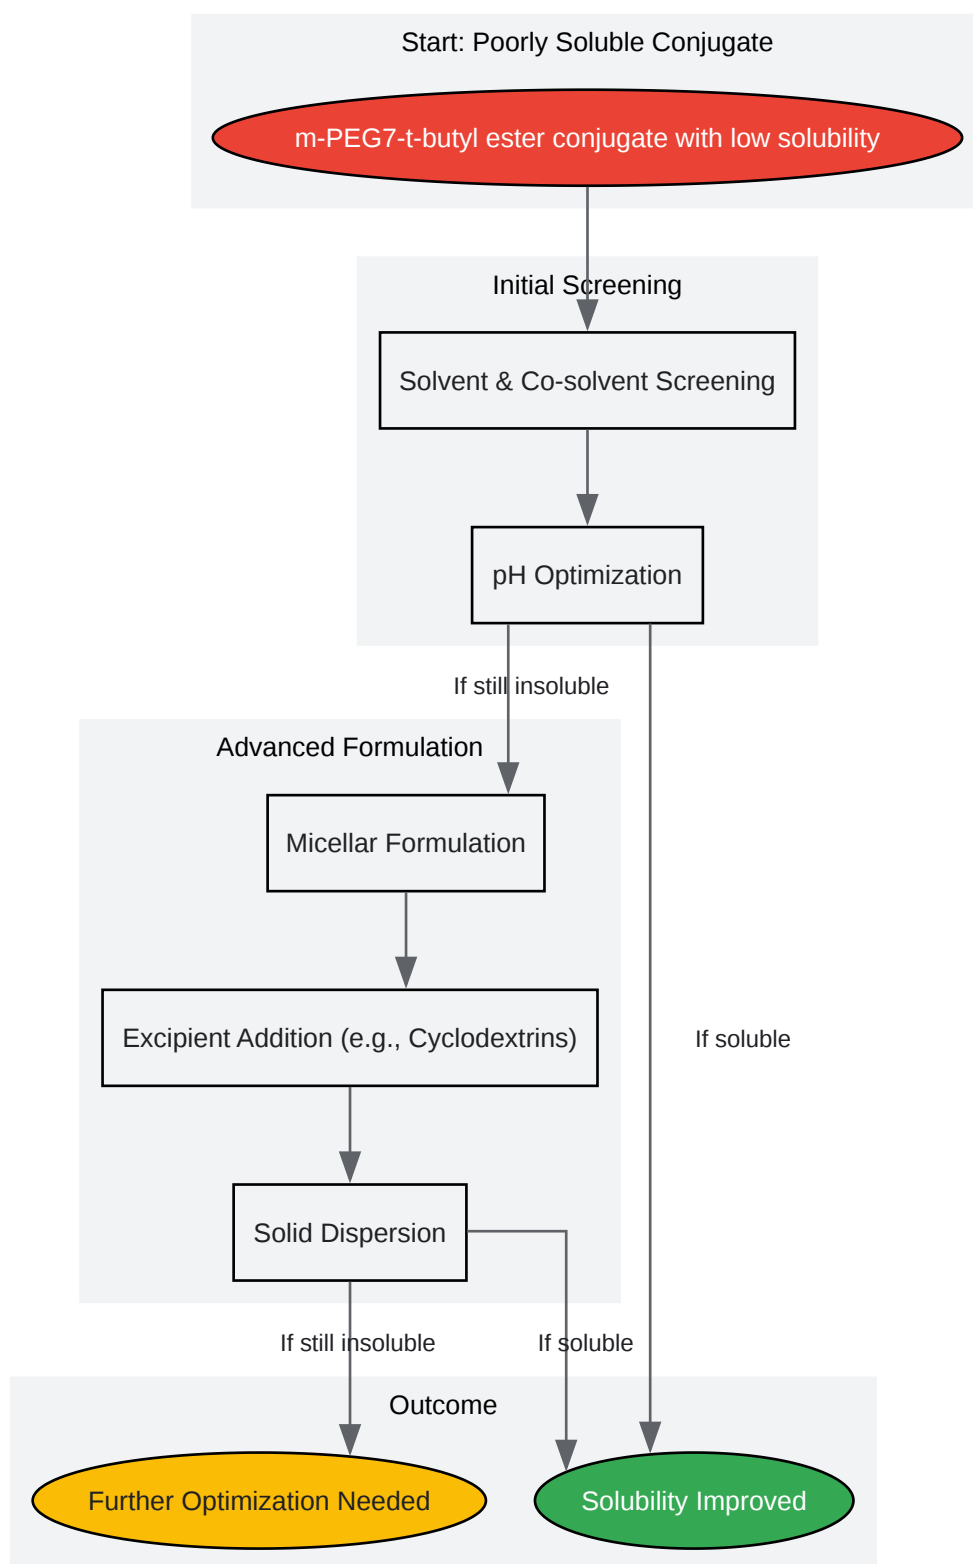 Start: Poorly Soluble Conjugate
m-PEG7-t-butyl ester conjugate with low solubility
Initial Screening
Solvent & Co-solvent Screening
pH Optimization
If still insoluble
Advanced Formulation
Micellar Formulation
Excipient Addition (e.g., Cyclodextrins)
If soluble
Solid Dispersion
If still insoluble
If soluble
Outcome
Further Optimization Needed
Solubility Improved